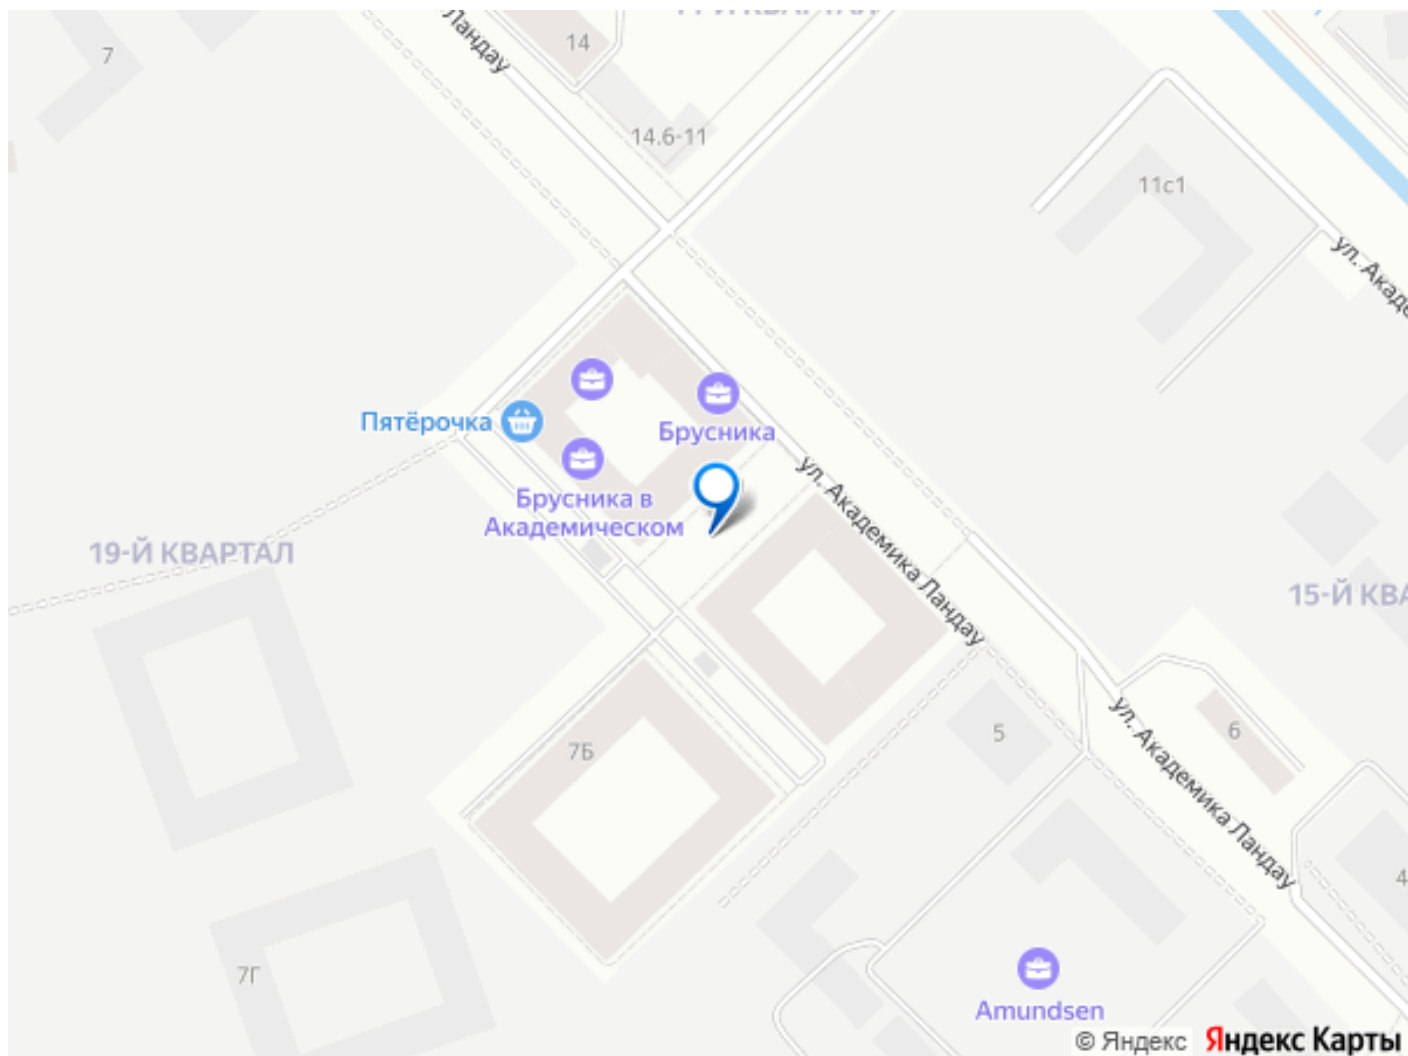 Ландау
7
14
14.6-11
11с1
ул. Акаде
Пятёрочка
Брусника
Брусника в
Академическом
ул. Академика Ландау
19-Й КВАРТАЛ
15-Й КВА
5
6
ул. Академика Ландау
7Б
4
7Г
Amundsen
© Яндекс Яндекс Карты